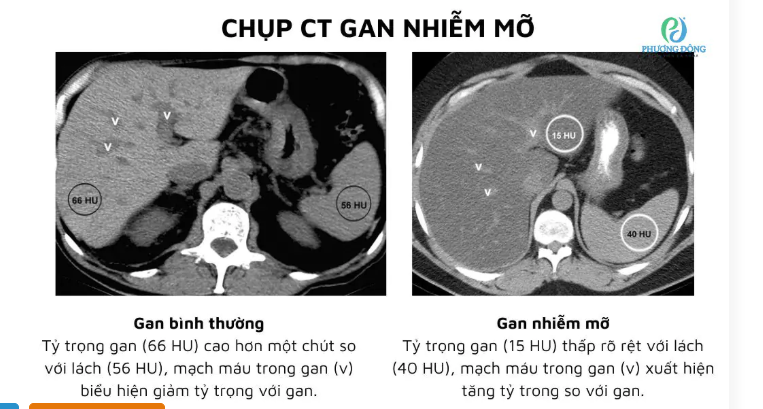 CHỤP CT GAN NHIỄM MỠ
PHƯƠNG ĐÔNG
v
v
v
66 HU
56 HU
v
15 HU
v
v
40 HU
Gan bình thường
Tỷ trọng gan (66 HU) cao hơn một chút so
với lách (56 HU), mạch máu trong gan (v)
biểu hiện giảm tỷ trọng với gan.
Gan nhiễm mỡ
Tỷ trọng gan (15 HU) thấp rõ rệt với lách
(40 HU), mạch máu trong gan (v) xuất hiện
tăng tỷ trong so với gan.